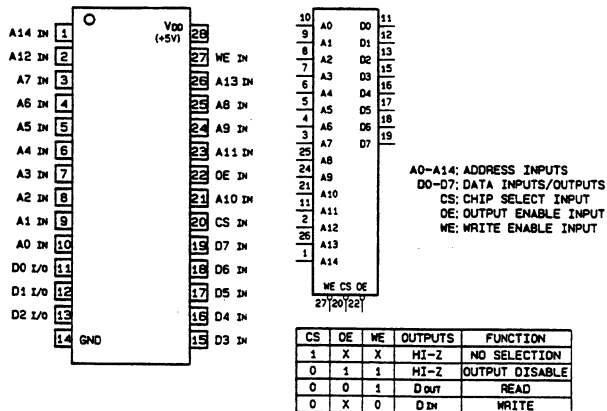 A14 IN 1
A12 IN 2
A7 IN 3
A6 IN 4
A5 IN 5
A4 IN 6
A3 IN 7
A2 IN 8
A1 IN 9
A0 IN 10
D0 I/O 11
D1 I/O 12
D2 I/O 13
14 GND
VDD 28
(+5V)
27 WE IN
26 A13 IN
25 A8 IN
24 A9 IN
23 A11 IN
22 OE IN
21 A10 IN
20 CS IN
19 D7 IN
18 D6 IN
17 D5 IN
16 D4 IN
15 D3 IN
10 A0 D0 11
9 A1 D1 12
8 A2 D2 13
7 A3 D3 15
6 A4 D4 16
5 A5 D5 17
4 A6 D6 18
3 A7 D7 19
25 A8
24 A9
21 A10
11 A11
2 A12
26 A13
1 A14
WE CS OE
27 20 22
A0-A14: ADDRESS INPUTS
D0-D7: DATA INPUTS/OUTPUTS
CS: CHIP SELECT INPUT
OE: OUTPUT ENABLE INPUT
WE: WRITE ENABLE INPUT
CS OE WE OUTPUTS FUNCTION
1 X X HI-Z NO SELECTION
0 1 1 HI-Z OUTPUT DISABLE
0 0 1 D OUT READ
0 X 0 D IN WRITE